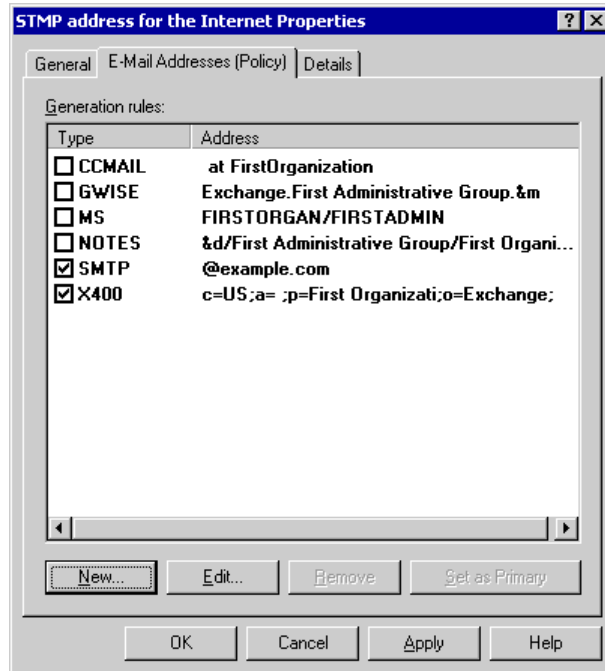 STMP address for the Internet Properties ? X
General E-Mail Addresses (Policy) Details
Generation rules:
Type Address
CCMAIL at FirstOrganization
GWISE Exchange.First Administrative Group.&m
MS FIRSTORGAN/FIRSTADMIN
NOTES &d/First Administrative Group/First Organi...
SMTP @example.com
X400 c=US;a= ;p=First Organizati;o=Exchange;
New... Edit... Remove Set as Primary
OK Cancel Apply Help